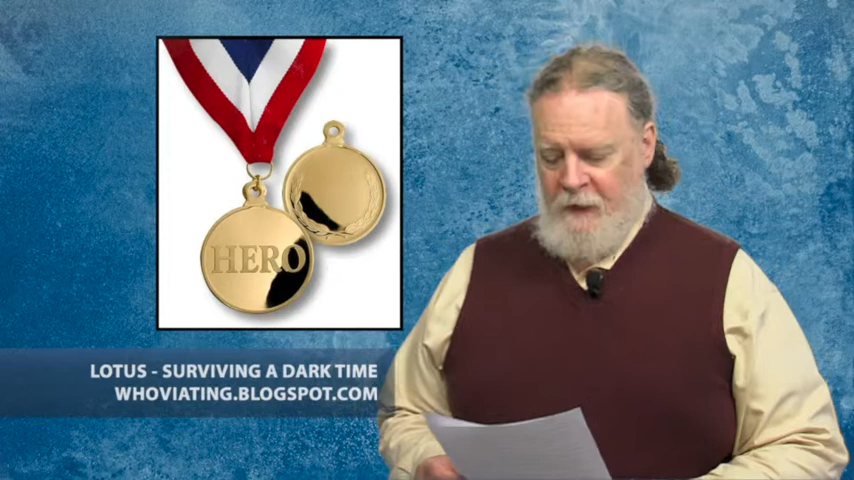 HERO
LOTUS - SURVIVING A DARK TIME
WHOVIATING.BLOGSPOT.COM